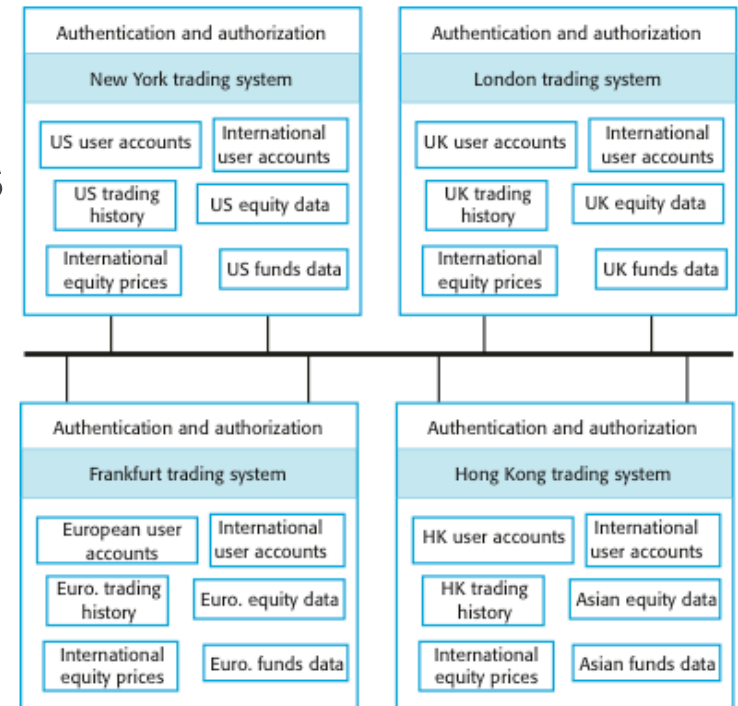 Authentication and authorization
New York trading system
US user accounts
International
user accounts
US trading
history
US equity data
International
equity prices
US funds data
Authentication and authorization
London trading system
UK user accounts
International
user accounts
UK trading
history
UK equity data
International
equity prices
UK funds data
Authentication and authorization
Frankfurt trading system
European user
accounts
International
user accounts
Euro. trading
history
Euro. equity data
International
equity prices
Euro. funds data
Authentication and authorization
Hong Kong trading system
HK user accounts
International
user accounts
HK trading
history
Asian equity data
International
equity prices
Asian funds data